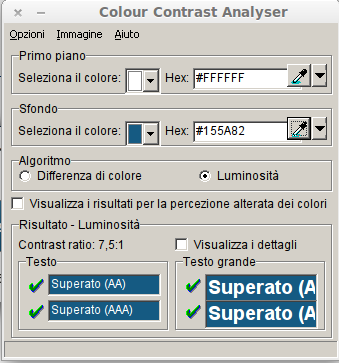 Colour Contrast Analyser
Opzioni Immagine Aiuto
Primo piano
Seleziona il colore: Hex: #FFFFFF
Sfondo
Seleziona il colore: Hex: #155A82
Algoritmo
Differenza di colore Luminosità
Visualizza i risultati per la percezione alterata dei colori
Risultato - Luminosità
Contrast ratio: 7,5:1 Visualizza i dettagli
Testo Testo grande
Superato (AA) Superato (A
Superato (AAA) Superato (A